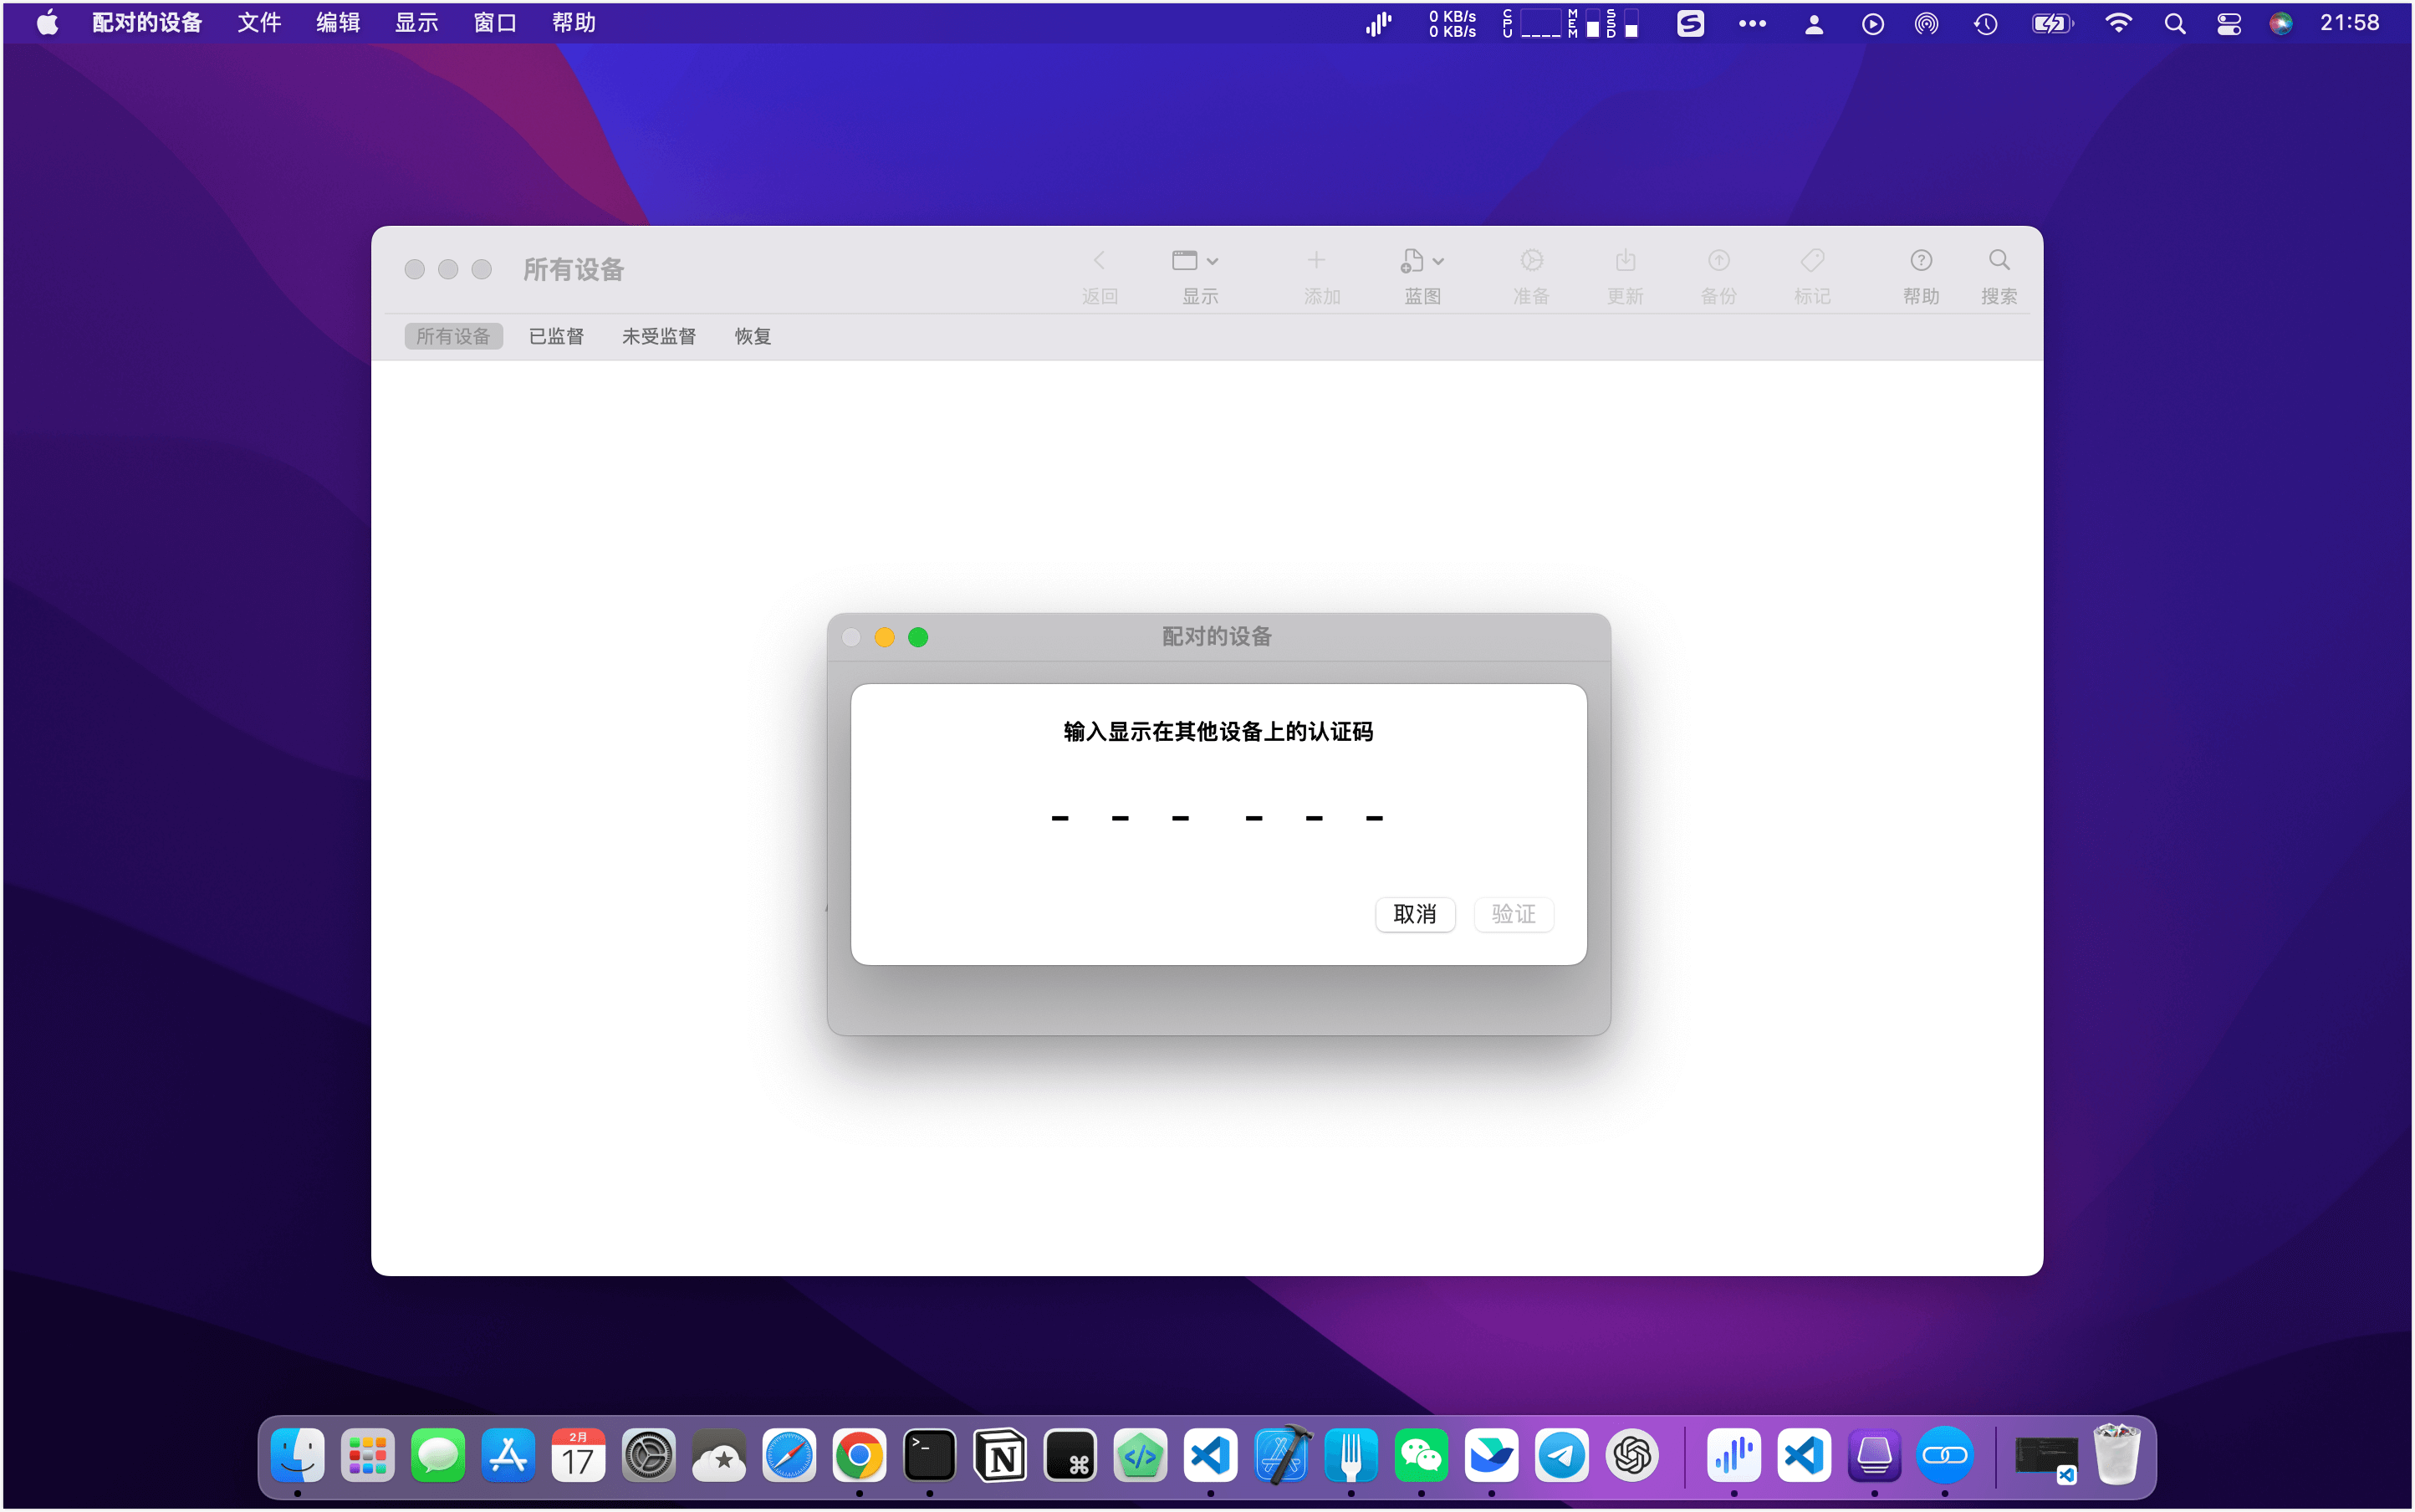 配对的设备 文件 编辑 显示 窗口 帮助 0 KB/s 0 KB/s CPU MEM SSD 21:58
所有设备
返回 显示 添加 蓝图 准备 更新 备份 标记 帮助 搜索
所有设备 已监督 未受监督 恢复
配对的设备
输入显示在其他设备上的认证码
– – – – – –
取消 验证
2月
17